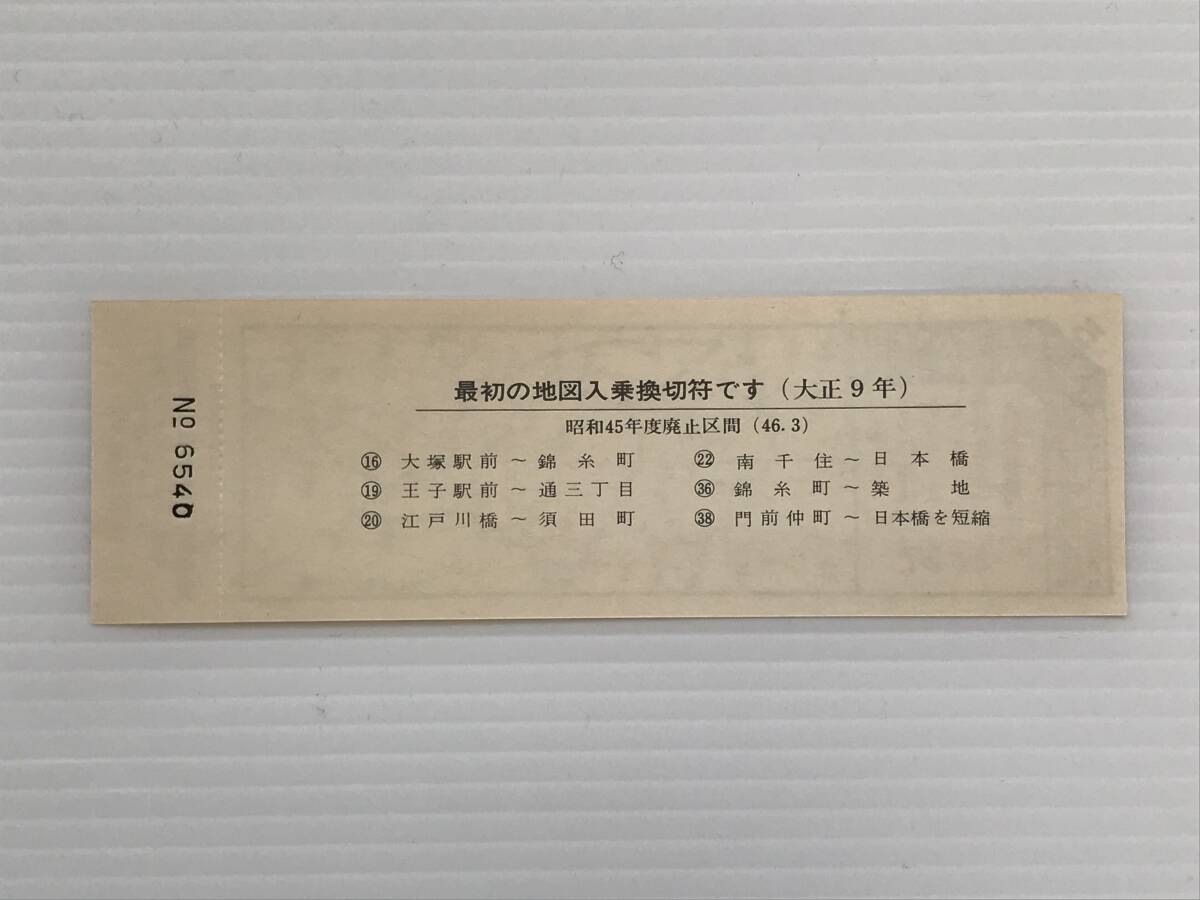 最初の地図入乗換切符です（大正9年）
昭和45年度廃止区間（46.3）
⑯ 大塚駅前～錦糸町
⑲ 王子駅前～通三丁目
⑳ 江戸川橋～須田町
㉒ 南千住～日本橋
㊱ 錦糸町～築地
㊳ 門前仲町～日本橋を短縮
№ 6540